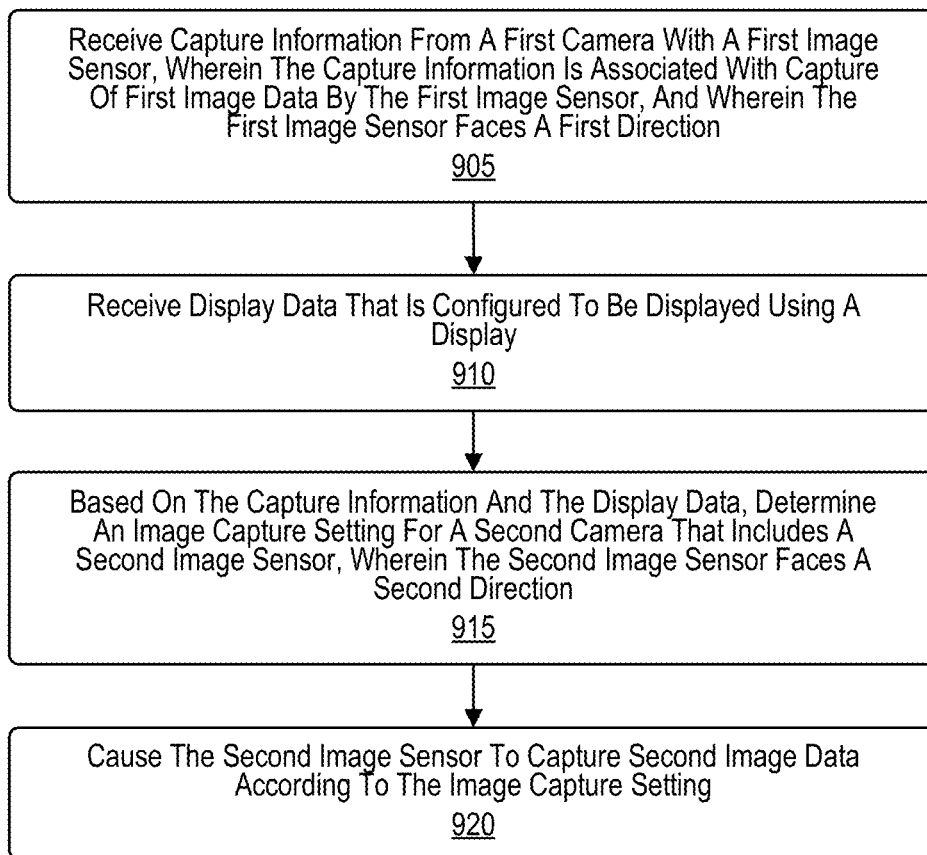 Receive Capture Information From A First Camera With A First Image
Sensor, Wherein The Capture Information Is Associated With Capture
Of First Image Data By The First Image Sensor, And Wherein The
First Image Sensor Faces A First Direction
905
Receive Display Data That Is Configured To Be Displayed Using A
Display
910
Based On The Capture Information And The Display Data, Determine
An Image Capture Setting For A Second Camera That Includes A
Second Image Sensor, Wherein The Second Image Sensor Faces A
Second Direction
915
Cause The Second Image Sensor To Capture Second Image Data
According To The Image Capture Setting
920